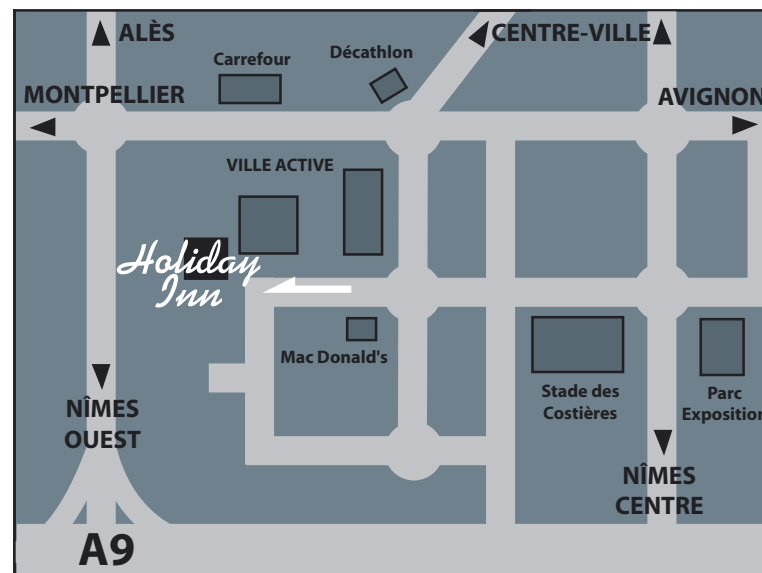 ALÈS
CENTRE-VILLE
Carrefour
Décathlon
MONTPELLIER
AVIGNON
VILLE ACTIVE
Holiday
Inn
Mac Donald's
Stade des
Costières
Parc
Exposition
NÎMES
OUEST
NÎMES
CENTRE
A9